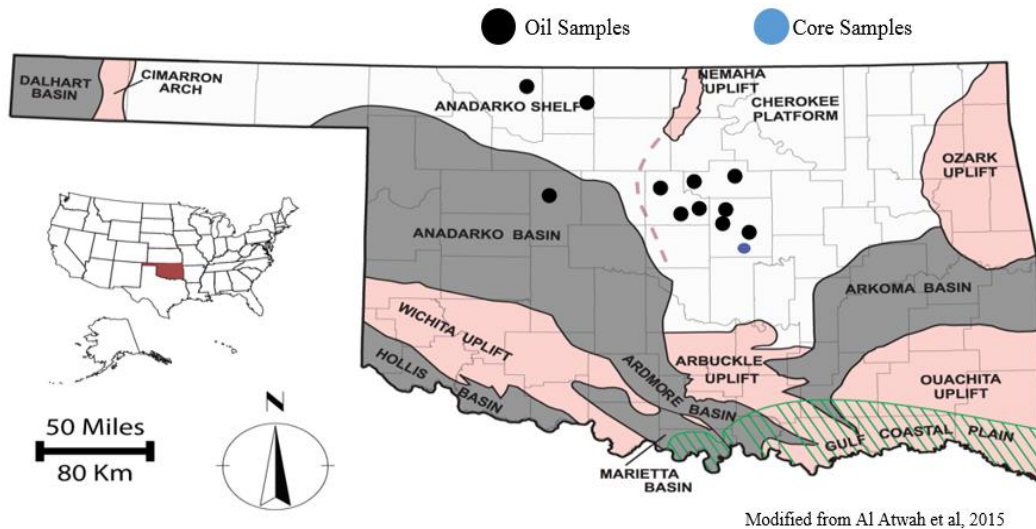 Oil Samples
Core Samples
DALHART
BASIN
CIMARRON
ARCH
ANADARKO SHELF
NEMAHA
UPLIFT
CHEROKEE
PLATFORM
OZARK
UPLIFT
ANADARKO BASIN
ARKOMA BASIN
WICHITA UPLIFT
HOLLIS BASIN
ARDMORE BASIN
ARBUCKLE
UPLIFT
OUACHITA
UPLIFT
GULF COASTAL PLAIN
MARIETTA
BASIN
N
50 Miles
80 Km
Modified from Al Atwah et al, 2015